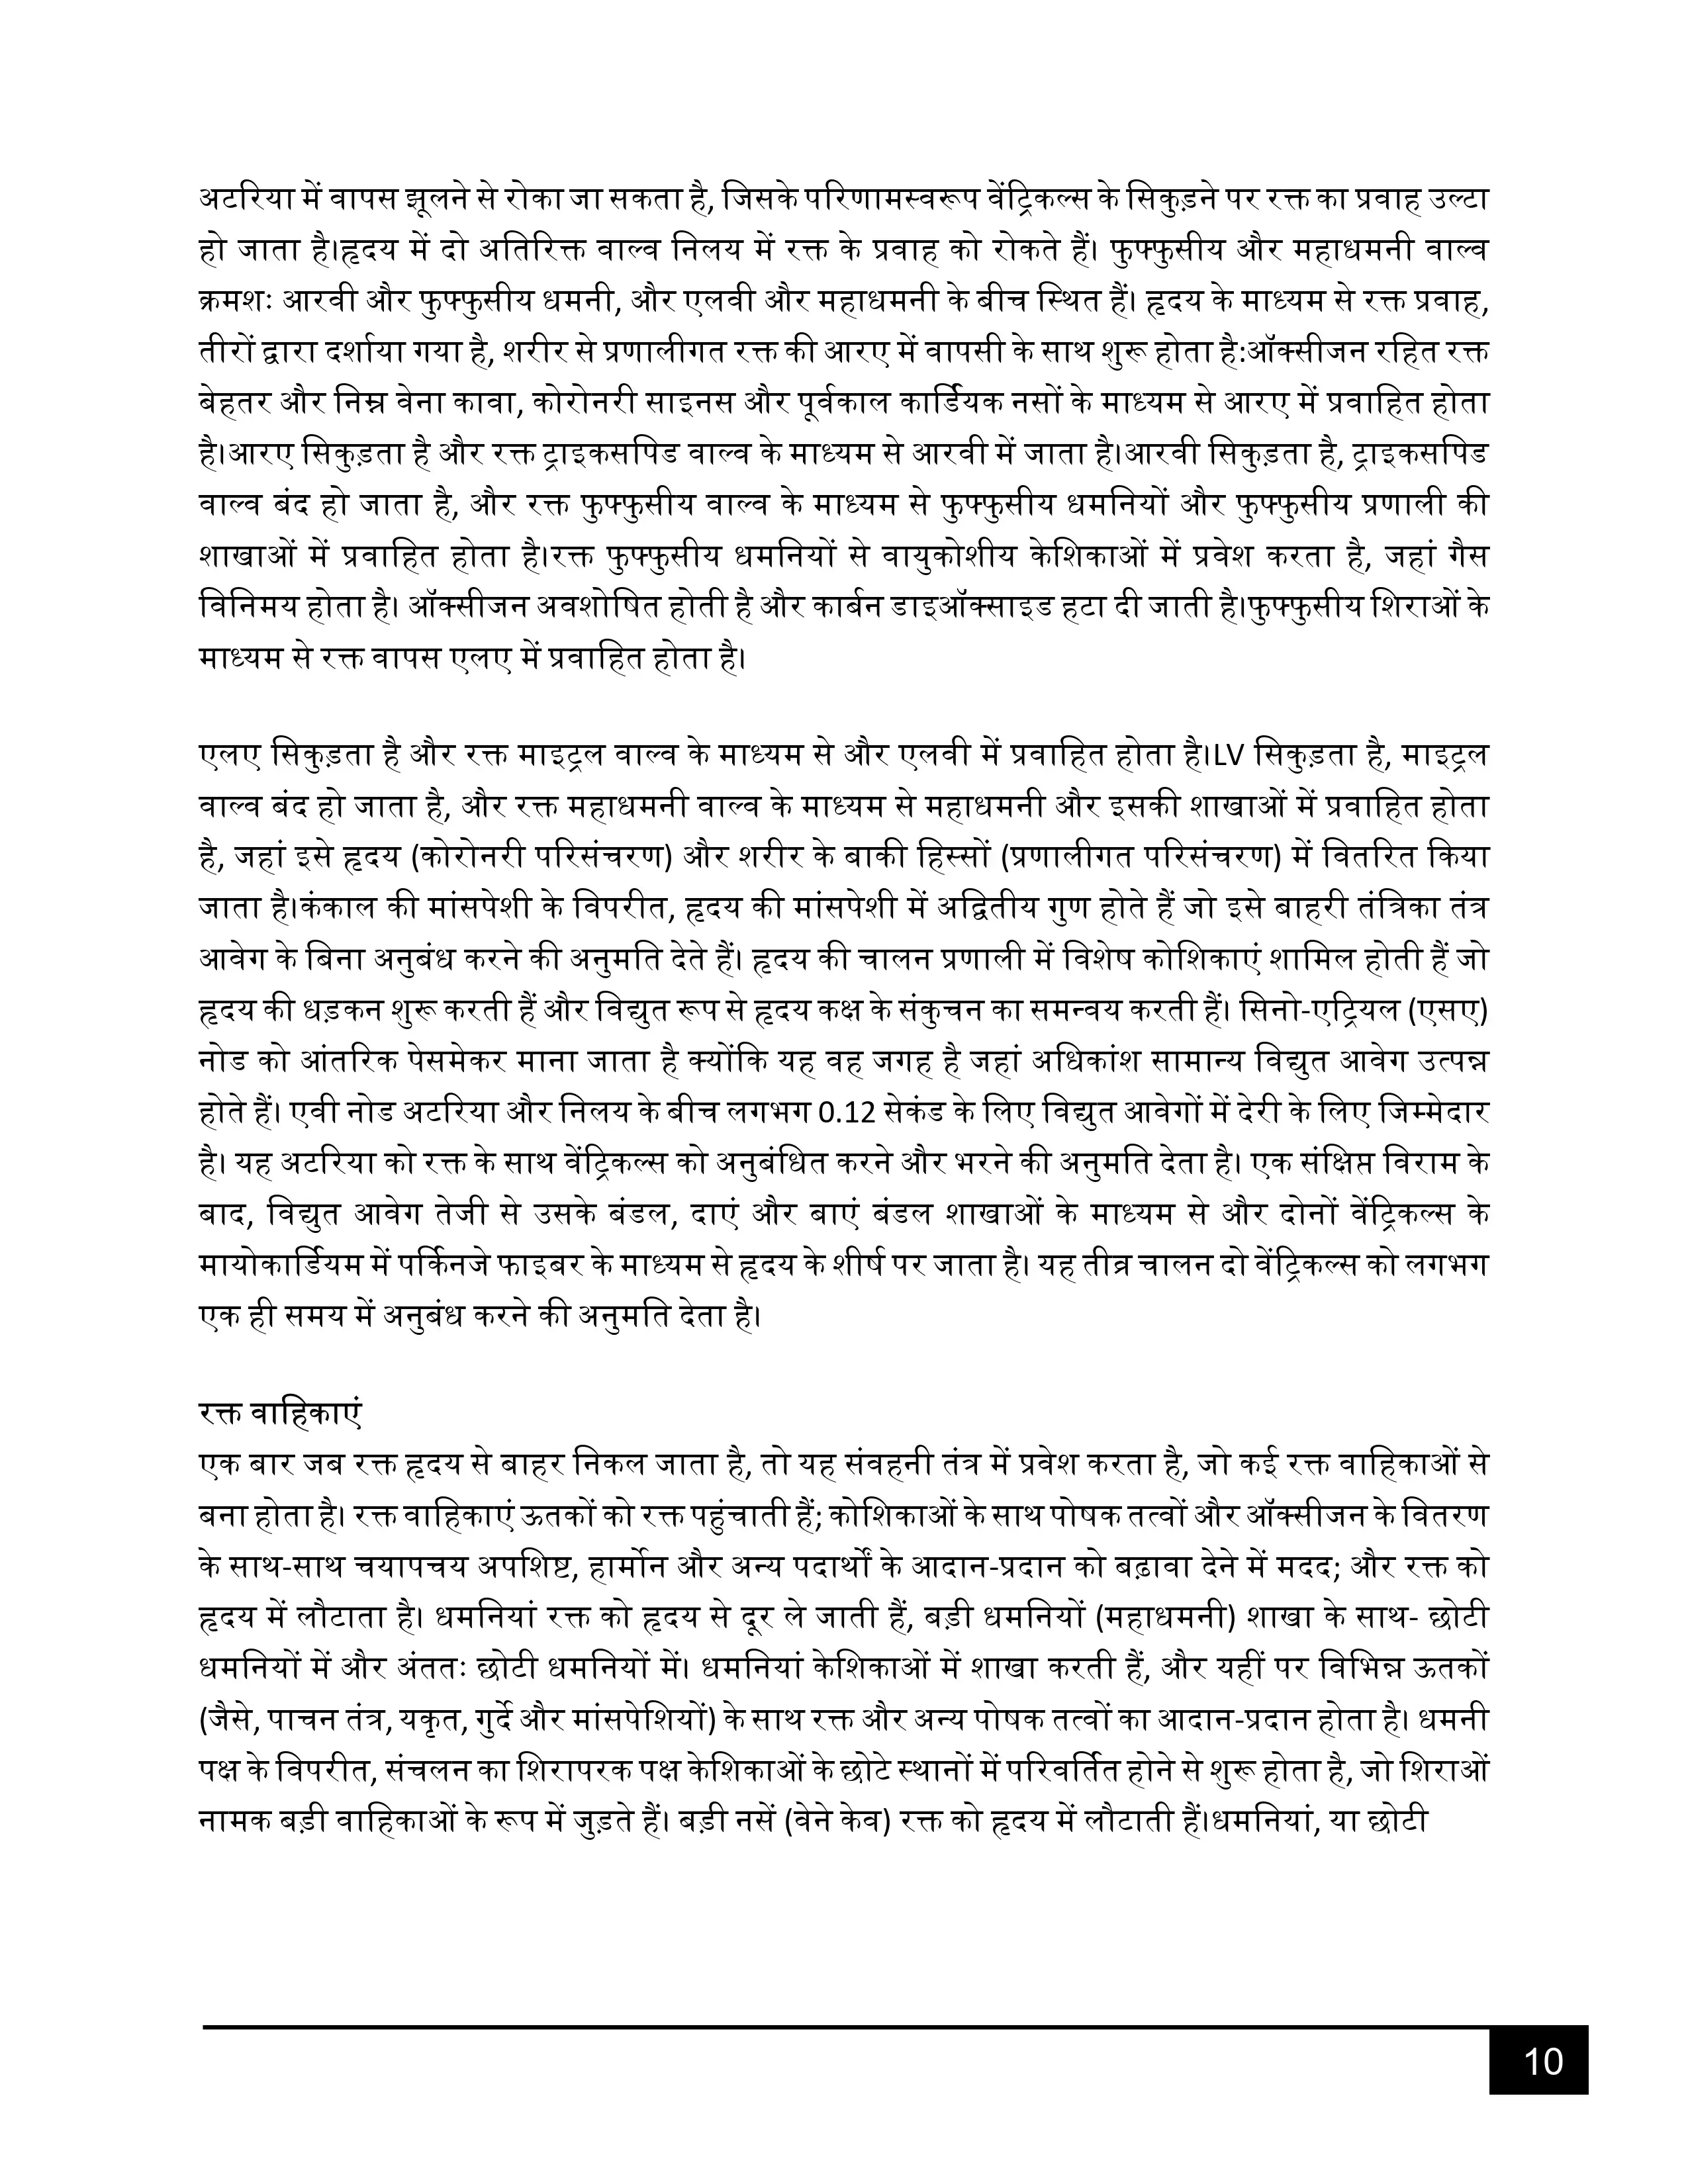 अटरिया में वापस झूलने से रोका जा सकता है, जिसके परिणामस्वरूप वेंट्रिकल्स के सिकुड़ने पर रक्त का प्रवाह उल्टा
हो जाता है।हृदय में दो अतिरिक्त वाल्व निलय में रक्त के प्रवाह को रोकते हैं। फुफ्फुसीय और महाधमनी वाल्व
क्रमशः आरवी और फुफ्फुसीय धमनी, और एलवी और महाधमनी के बीच स्थित हैं। हृदय के माध्यम से रक्त प्रवाह,
तीरों द्वारा दर्शाया गया है, शरीर से प्रणालीगत रक्त की आरए में वापसी के साथ शुरू होता है:ऑक्सीजन रहित रक्त
बेहतर और निम्न वेना कावा, कोरोनरी साइनस और पूर्वकाल कार्डियक नसों के माध्यम से आरए में प्रवाहित होता
है।आरए सिकुड़ता है और रक्त ट्राइकसपिड वाल्व के माध्यम से आरवी में जाता है।आरवी सिकुड़ता है, ट्राइकसपिड
वाल्व बंद हो जाता है, और रक्त फुफ्फुसीय वाल्व के माध्यम से फुफ्फुसीय धमनियों और फुफ्फुसीय प्रणाली की
शाखाओं में प्रवाहित होता है।रक्त फुफ्फुसीय धमनियों से वायुकोशीय केशिकाओं में प्रवेश करता है, जहां गैस
विनिमय होता है। ऑक्सीजन अवशोषित होती है और कार्बन डाइऑक्साइड हटा दी जाती है।फुफ्फुसीय शिराओं के
माध्यम से रक्त वापस एलए में प्रवाहित होता है।
एलए सिकुड़ता है और रक्त माइट्रल वाल्व के माध्यम से और एलवी में प्रवाहित होता है।LV सिकुड़ता है, माइट्रल
वाल्व बंद हो जाता है, और रक्त महाधमनी वाल्व के माध्यम से महाधमनी और इसकी शाखाओं में प्रवाहित होता
है, जहां इसे हृदय (कोरोनरी परिसंचरण) और शरीर के बाकी हिस्सों (प्रणालीगत परिसंचरण) में वितरित किया
जाता है।कंकाल की मांसपेशी के विपरीत, हृदय की मांसपेशी में अद्वितीय गुण होते हैं जो इसे बाहरी तंत्रिका तंत्र
आवेग के बिना अनुबंध करने की अनुमति देते हैं। हृदय की चालन प्रणाली में विशेष कोशिकाएं शामिल होती हैं जो
हृदय की धड़कन शुरू करती हैं और विद्युत रूप से हृदय कक्ष के संकुचन का समन्वय करती हैं। सिनो-एट्रियल (एसए)
नोड को आंतरिक पेसमेकर माना जाता है क्योंकि यह वह जगह है जहां अधिकांश सामान्य विद्युत आवेग उत्पन्न
होते हैं। एवी नोड अटरिया और निलय के बीच लगभग 0.12 सेकंड के लिए विद्युत आवेगों में देरी के लिए जिम्मेदार
है। यह अटरिया को रक्त के साथ वेंट्रिकल्स को अनुबंधित करने और भरने की अनुमति देता है। एक संक्षिप्त विराम के
बाद, विद्युत आवेग तेजी से उसके बंडल, दाएं और बाएं बंडल शाखाओं के माध्यम से और दोनों वेंट्रिकल्स के
मायोकार्डियम में पर्किनजे फाइबर के माध्यम से हृदय के शीर्ष पर जाता है। यह तीव्र चालन दो वेंट्रिकल्स को लगभग
एक ही समय में अनुबंध करने की अनुमति देता है।
रक्त वाहिकाएं
एक बार जब रक्त हृदय से बाहर निकल जाता है, तो यह संवहनी तंत्र में प्रवेश करता है, जो कई रक्त वाहिकाओं से
बना होता है। रक्त वाहिकाएं ऊतकों को रक्त पहुंचाती हैं; कोशिकाओं के साथ पोषक तत्वों और ऑक्सीजन के वितरण
के साथ-साथ चयापचय अपशिष्ट, हार्मोन और अन्य पदार्थों के आदान-प्रदान को बढ़ावा देने में मदद; और रक्त को
हृदय में लौटाता है। धमनियां रक्त को हृदय से दूर ले जाती हैं, बड़ी धमनियों (महाधमनी) शाखा के साथ- छोटी
धमनियों में और अंततः छोटी धमनियों में। धमनियां केशिकाओं में शाखा करती हैं, और यहीं पर विभिन्न ऊतकों
(जैसे, पाचन तंत्र, यकृत, गुर्दे और मांसपेशियों) के साथ रक्त और अन्य पोषक तत्वों का आदान-प्रदान होता है। धमनी
पक्ष के विपरीत, संचलन का शिरापरक पक्ष केशिकाओं के छोटे स्थानों में परिवर्तित होने से शुरू होता है, जो शिराओं
नामक बड़ी वाहिकाओं के रूप में जुड़ते हैं। बड़ी नसें (वेने केव) रक्त को हृदय में लौटाती हैं।धमनियां, या छोटी
10